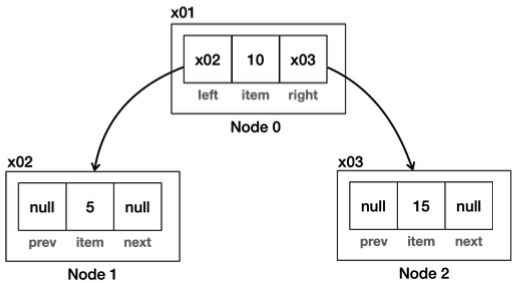 x01
x02 10 x03
left item right
Node 0
x02
null 5 null
prev item next
Node 1
x03
null 15 null
prev item next
Node 2